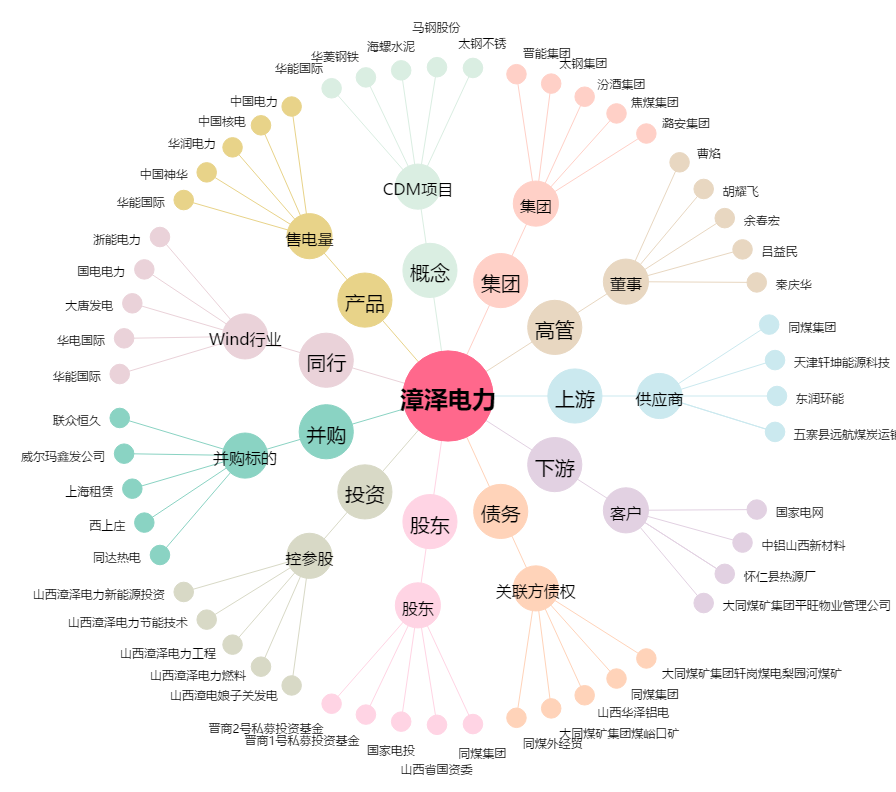 马钢股份
海螺水泥
太钢不锈
华菱钢铁
华能国际
晋能集团
太钢集团
汾酒集团
焦煤集团
潞安集团
中国电力
中国核电
华润电力
中国神华
华能国际
CDM项目
集团
曹焰
胡耀飞
余春宏
吕益民
秦庆华
售电量
概念
集团
董事
浙能电力
国电电力
大唐发电
华电国际
华能国际
产品
高管
Wind行业
同行
同煤集团
天津轩坤能源科技
东润环能
漳泽电力
上游
供应商
联众恒久
威尔玛鑫发公司
上海租赁
西上庄
同达热电
并购标的
并购
五寨县远航煤炭运
投资
下游
客户
国家电网
中铝山西新材料
怀仁县热源厂
大同煤矿集团平旺物业管理公司
股东
债务
控参股
山西漳泽电力新能源投资
山西漳泽电力节能技术
山西漳泽电力工程
山西漳泽电力燃料
山西漳电娘子关发电
股东
关联方债权
大同煤矿集团轩岗煤电梨园河煤矿
同煤集团
山西华泽铝电
大同煤矿集团煤峪口矿
同煤外经贸
晋商2号私募投资基金
晋商1号私募投资基金
国家电投
山西省国资委
同煤集团